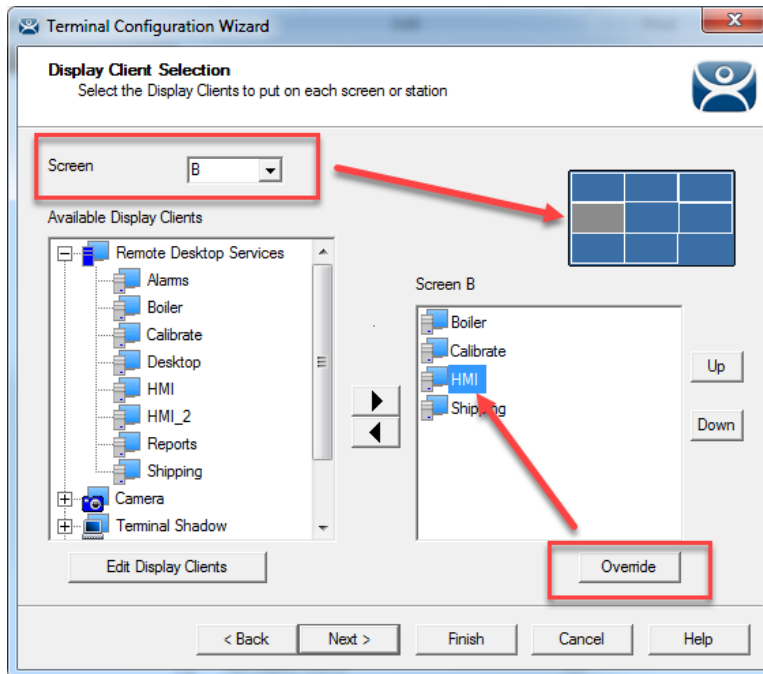 Terminal Configuration Wizard
Display Client Selection
Select the Display Clients to put on each screen or station
Screen
B
Available Display Clients
Remote Desktop Services
Alarms
Boiler
Calibrate
Desktop
HMI
HMI_2
Reports
Shipping
Camera
Terminal Shadow
Edit Display Clients
Screen B
Boiler
Calibrate
HMI
Shipping
Up
Down
Override
< Back
Next >
Finish
Cancel
Help